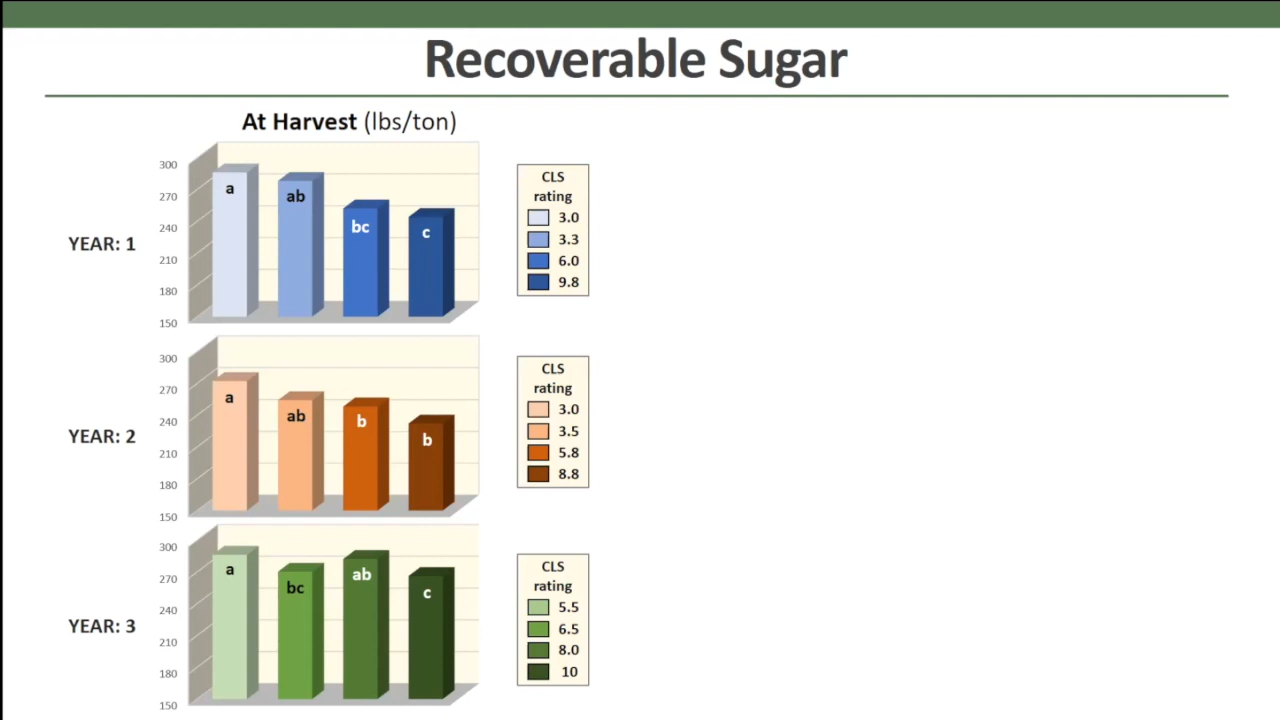 Recoverable Sugar
At Harvest (lbs/ton)
YEAR: 1
300
270
240
210
180
150
a
ab
bc
c
CLS
rating
3.0
3.3
6.0
9.8
YEAR: 2
300
270
240
210
180
150
a
ab
b
b
CLS
rating
3.0
3.5
5.8
8.8
YEAR: 3
300
270
240
210
180
150
a
bc
ab
c
CLS
rating
5.5
6.5
8.0
10